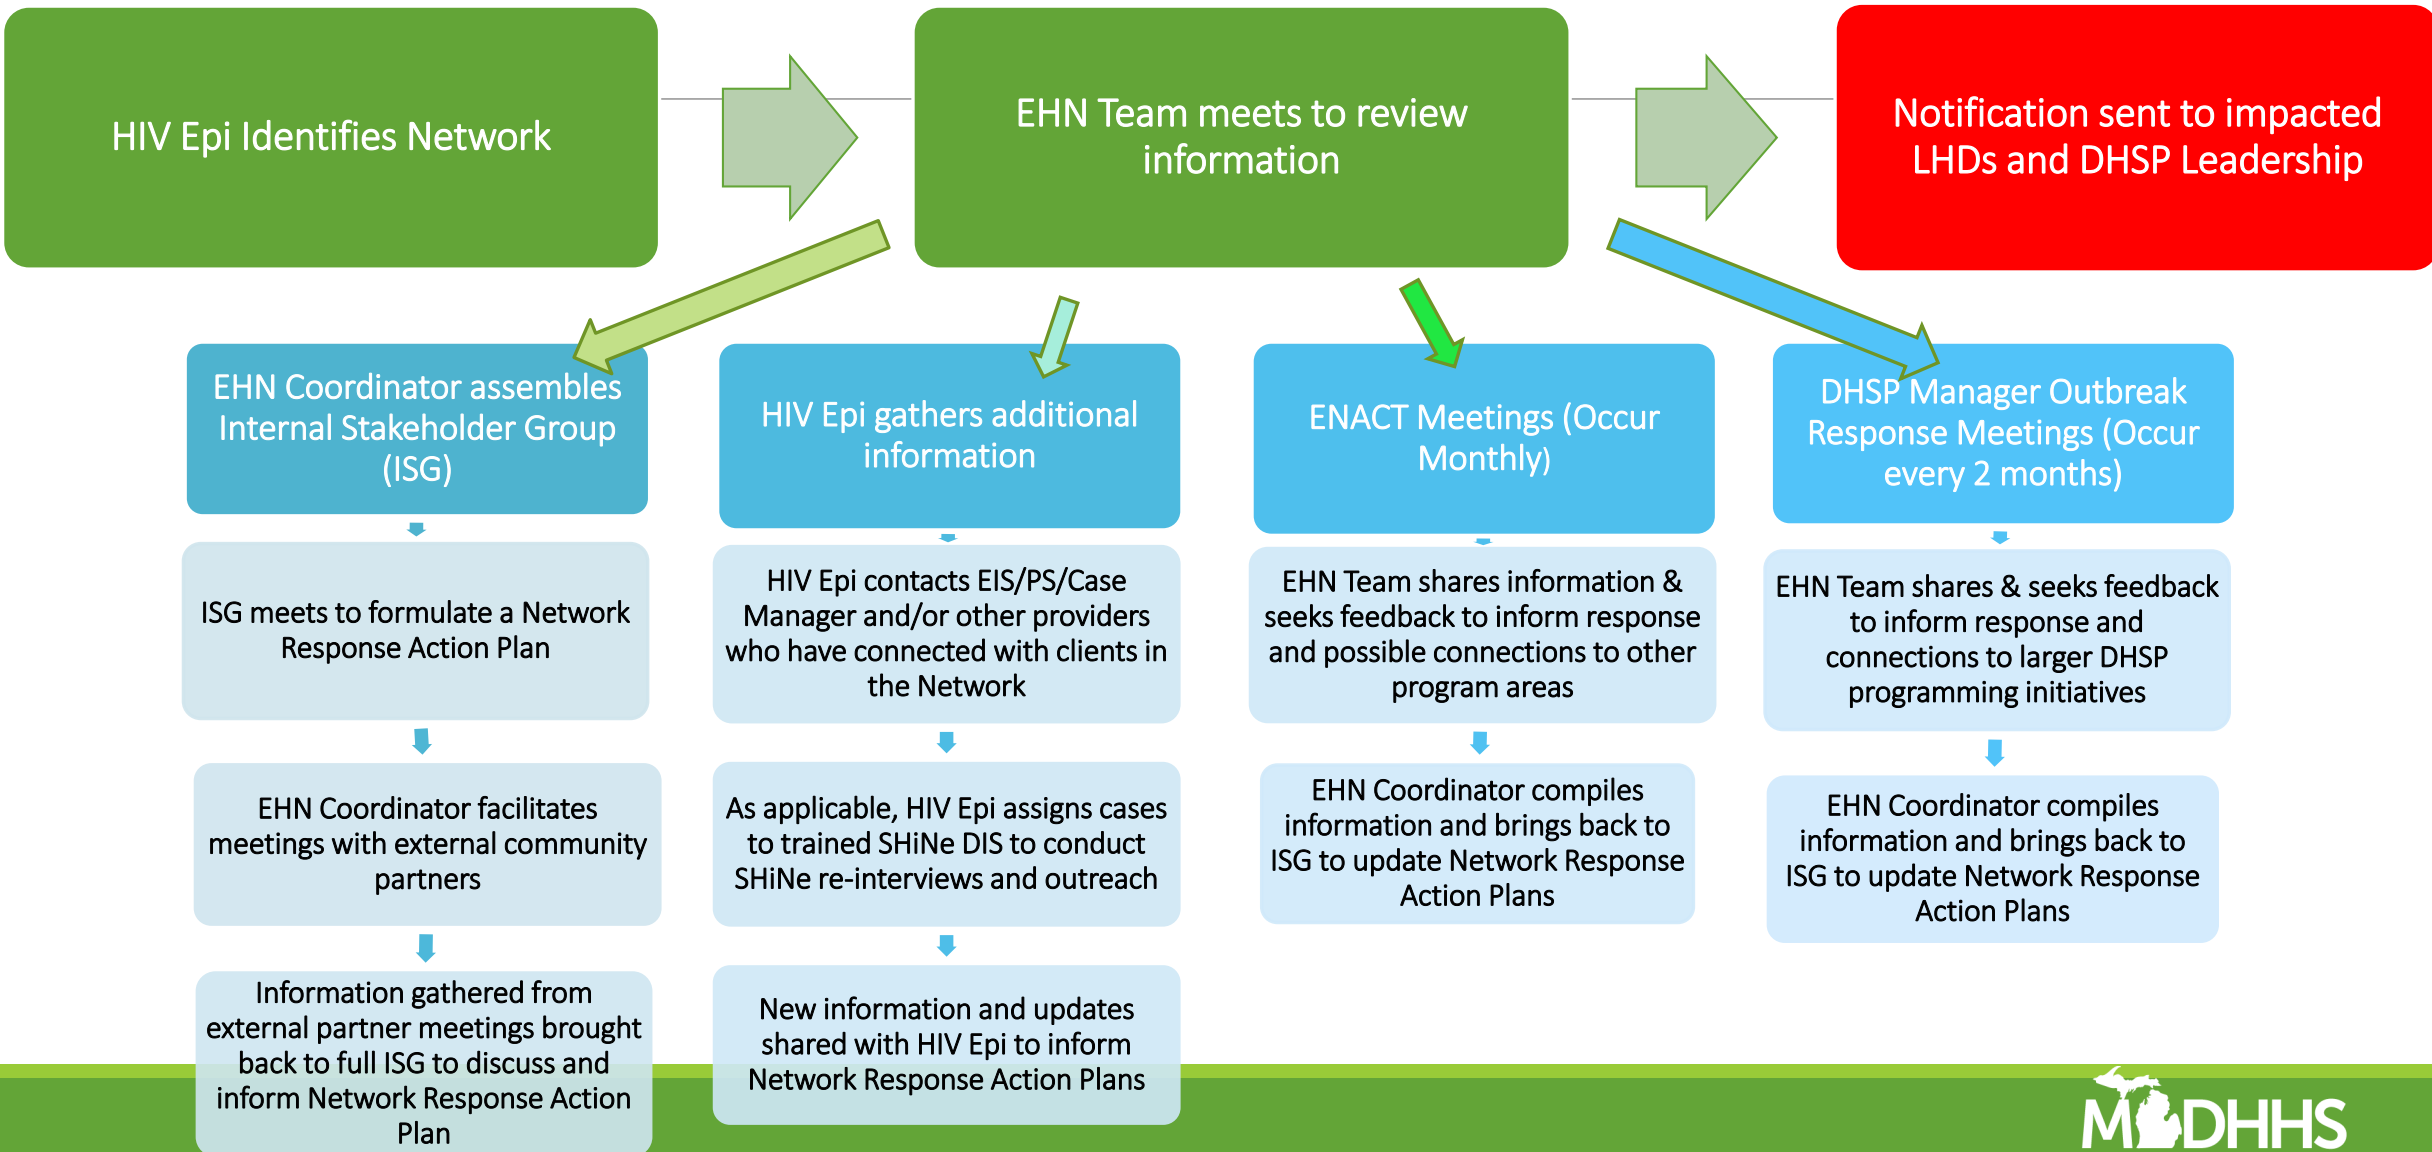 HIV Epi Identifies Network
EHN Team meets to review
information
Notification sent to impacted
LHDs and DHSP Leadership
EHN Coordinator assembles
Internal Stakeholder Group
(ISG)
ISG meets to formulate a Network
Response Action Plan
EHN Coordinator facilitates
meetings with external community
partners
Information gathered from
external partner meetings brought
back to full ISG to discuss and
inform Network Response Action
Plan
HIV Epi gathers additional
information
HIV Epi contacts EIS/PS/Case
Manager and/or other providers
who have connected with clients in
the Network
As applicable, HIV Epi assigns cases
to trained SHiNe DIS to conduct
SHiNe re-interviews and outreach
New information and updates
shared with HIV Epi to inform
Network Response Action Plans
ENACT Meetings (Occur
Monthly)
EHN Team shares information &
seeks feedback to inform response
and possible connections to other
program areas
EHN Coordinator compiles
information and brings back to
ISG to update Network Response
Action Plans
DHSP Manager Outbreak
Response Meetings (Occur
every 2 months)
EHN Team shares & seeks feedback
to inform response and
connections to larger DHSP
programming initiatives
EHN Coordinator compiles
information and brings back to
ISG to update Network Response
Action Plans
MDHHS